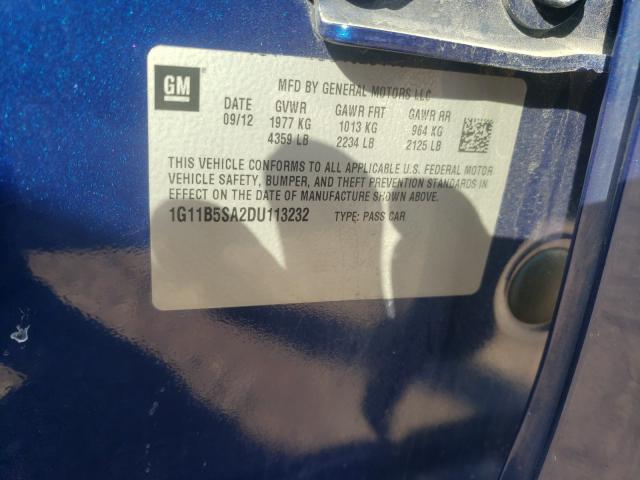 GM
MFD BY GENERAL MOTORS LLC
DATE GVWR GAWR FRT GAWR RR
09/12 1977 KG 1013 KG 964 KG
4359 LB 2234 LB 2125 LB
THIS VEHICLE CONFORMS TO ALL APPLICABLE U.S. FEDERAL MOTOR
VEHICLE SAFETY, BUMPER, AND THEFT PREVENTION STANDARDS IN
EFFECT ON THE DATE OF MANUFACTURE SHOWN ABOVE.
1G11B5SA2DU113232 TYPE: PASS CAR